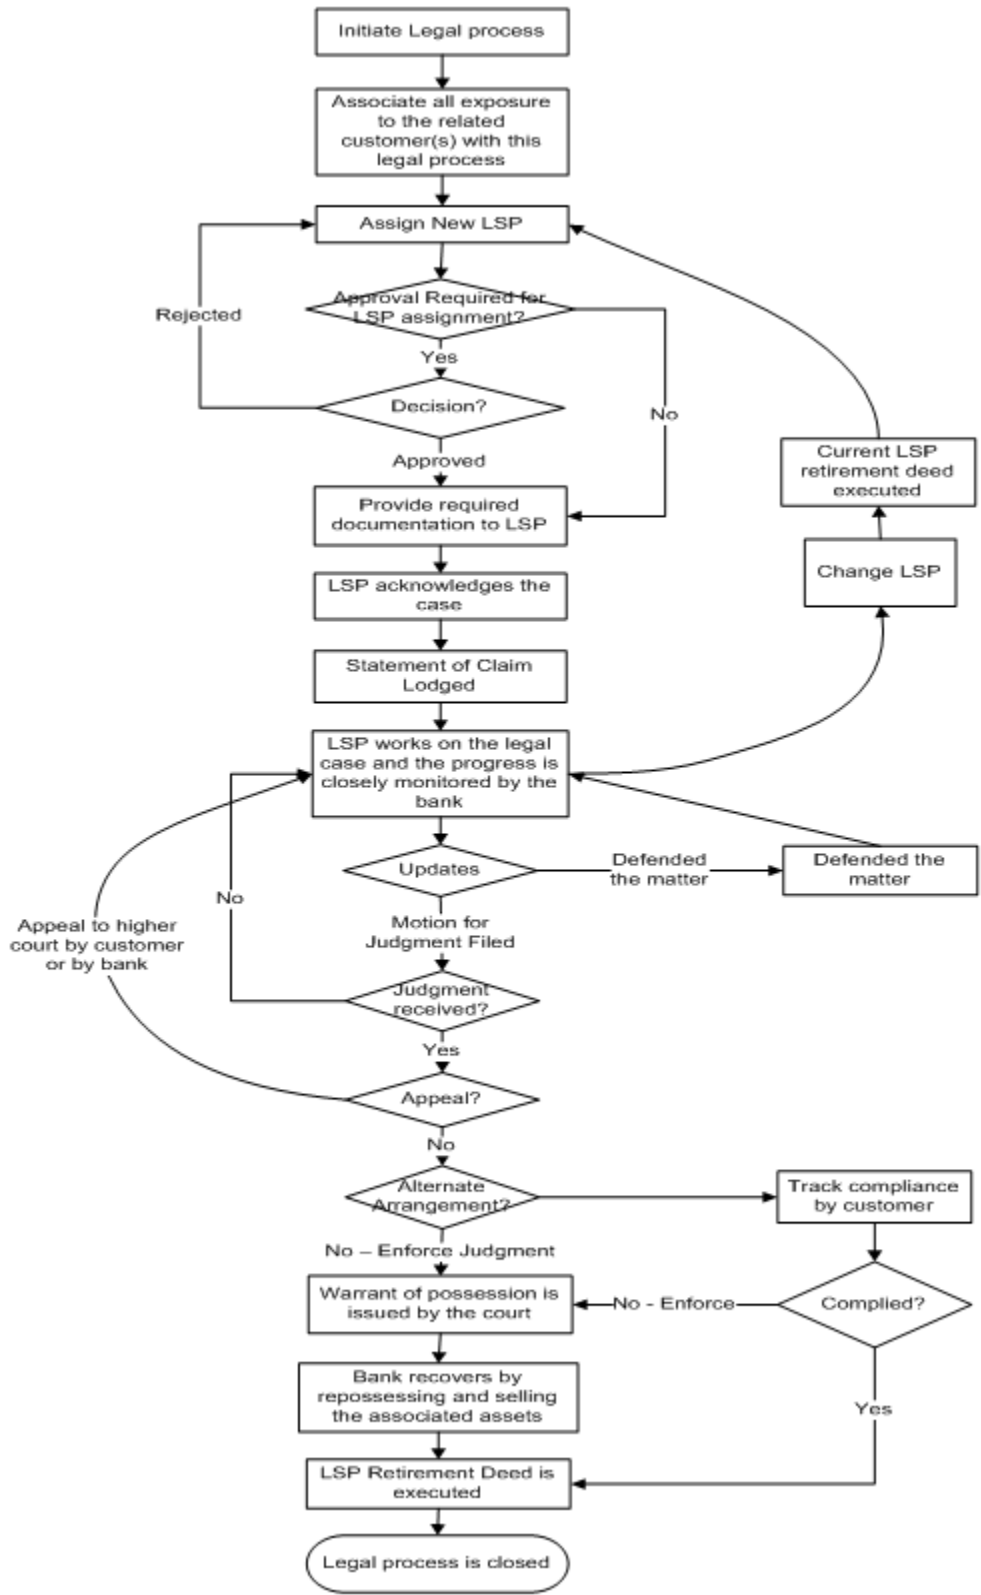 Initiate Legal process
Associate all exposure
to the related
customer(s) with this
legal process
Assign New LSP
Approval Required for
LSP assignment?
Rejected
Yes
Decision?
No
Approved
Provide required
documentation to LSP
Current LSP
retirement deed
executed
Change LSP
LSP acknowledges the
case
Statement of Claim
Lodged
LSP works on the legal
case and the progress is
closely monitored by the
bank
Updates
Defended
the matter
Defended the
matter
No
Appeal to higher
court by customer
or by bank
Motion for
Judgment Filed
Judgment
received?
Yes
Appeal?
No
Alternate
Arrangement?
Track compliance
by customer
No – Enforce Judgment
Warrant of possession is
issued by the court
No - Enforce
Complied?
Bank recovers by
repossessing and selling
the associated assets
Yes
LSP Retirement Deed is
executed
Legal process is closed